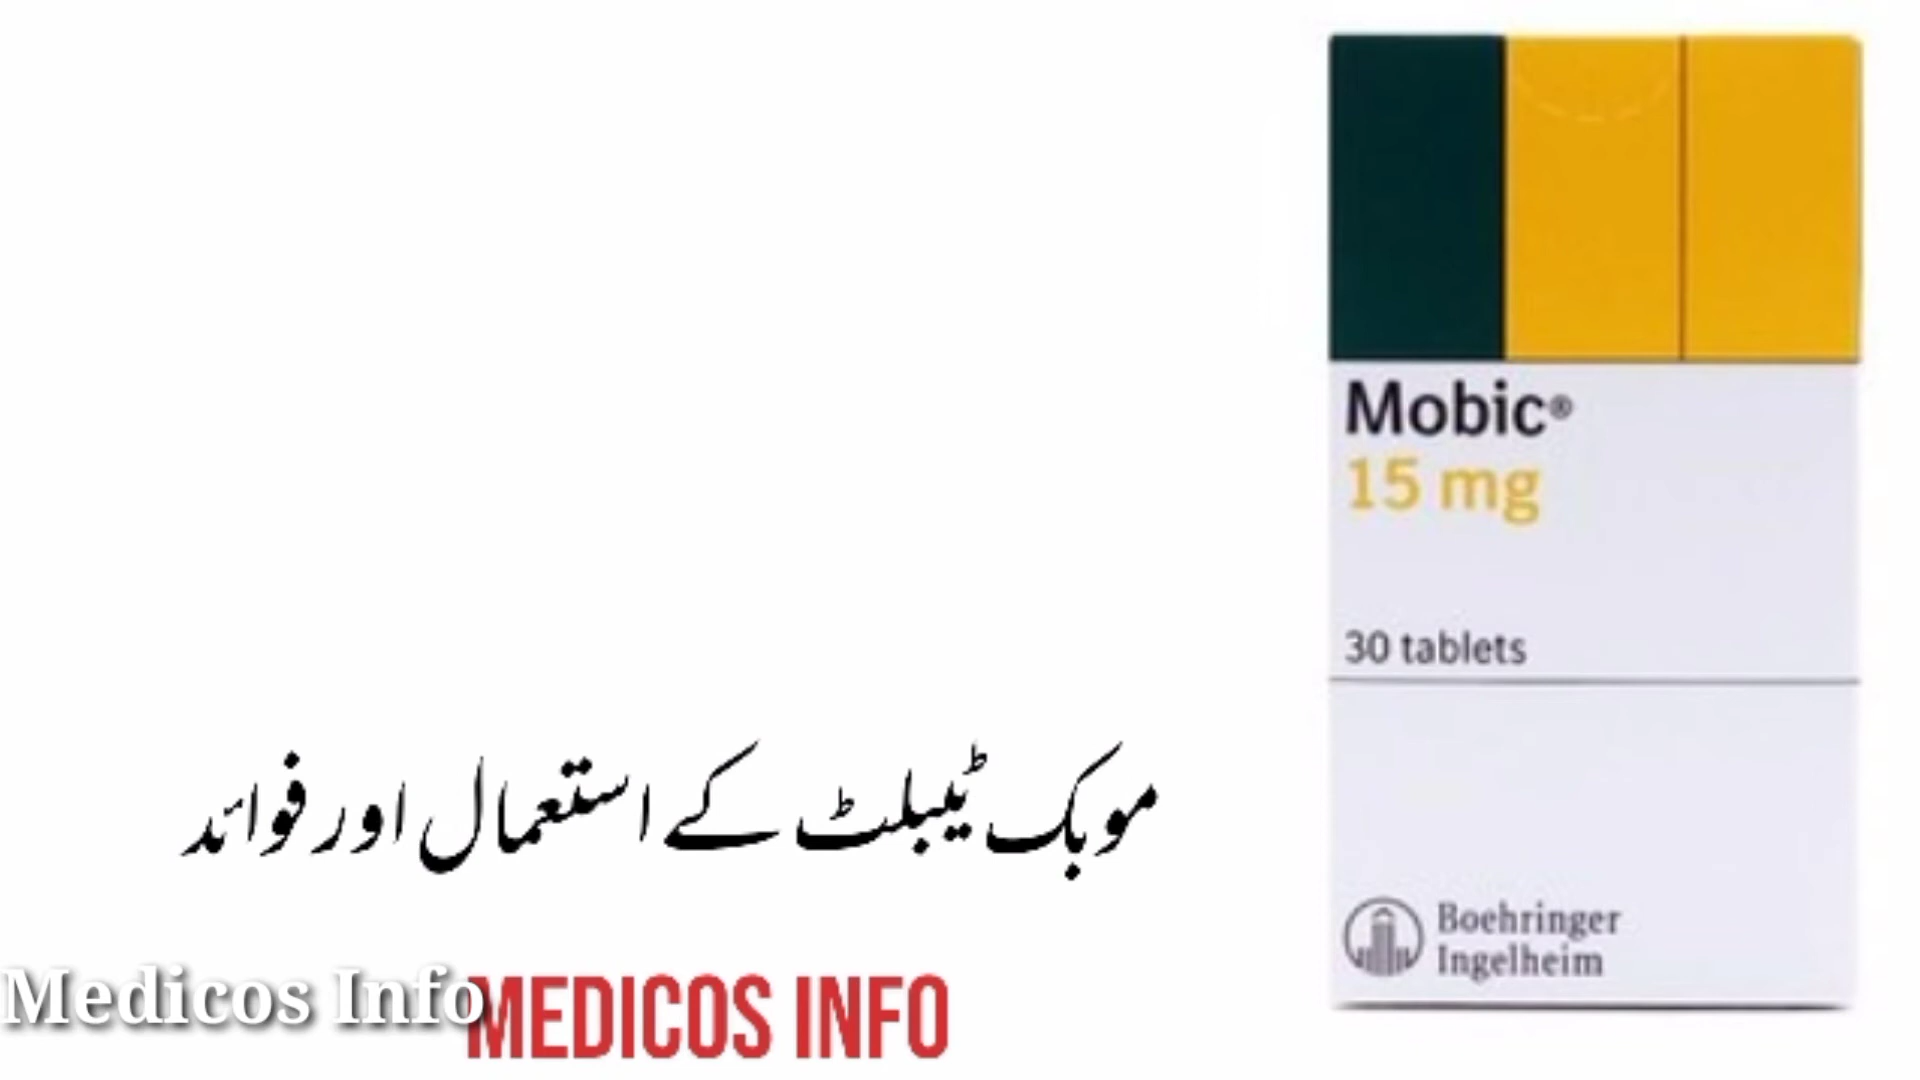 Mobic®
15 mg
30 tablets
Boehringer
Ingelheim
موبک ٹیبلٹ کے استعمال اور فوائد
Medicos Info
MEDICOS INFO